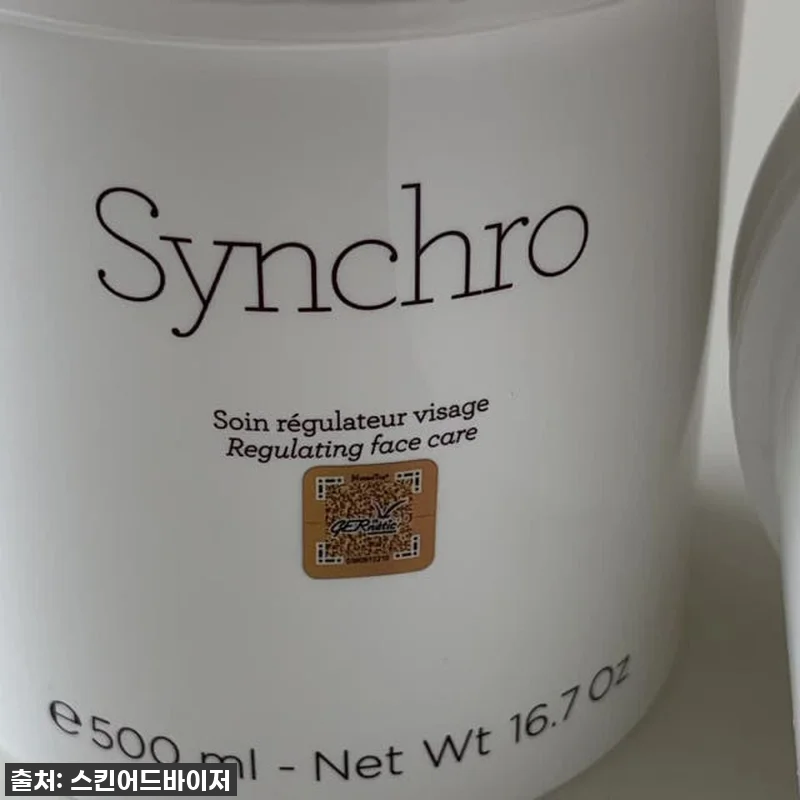 Synchro
Soin régulateur visage
Regulating face care
GERnétic
e 500 ml - Net Wt 16.7 Oz
출처: 스킨어드바이저